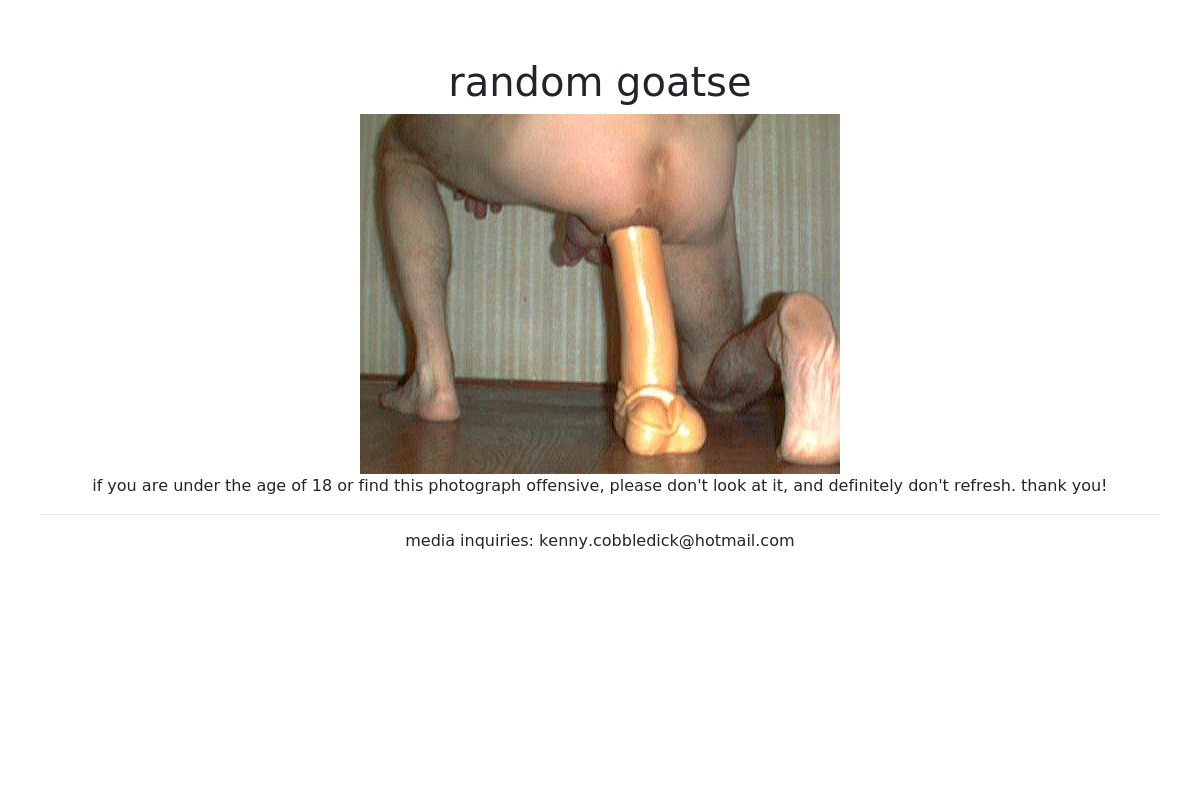 random goatse
if you are under the age of 18 or find this photograph offensive, please don't look at it, and definitely don't refresh. thank you!
media inquiries: kenny.cobbledick@hotmail.com